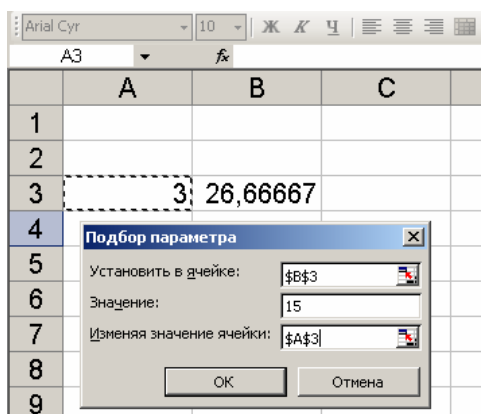 Arial Cyr 10 Ж К Ч
A3 fx
A B C
1
2
3 3 26,66667
4
Подбор параметра
5
Установить в ячейке: $B$3
6
Значение: 15
7
Изменяя значение ячейки: $A$3
8
ОК Отмена
9